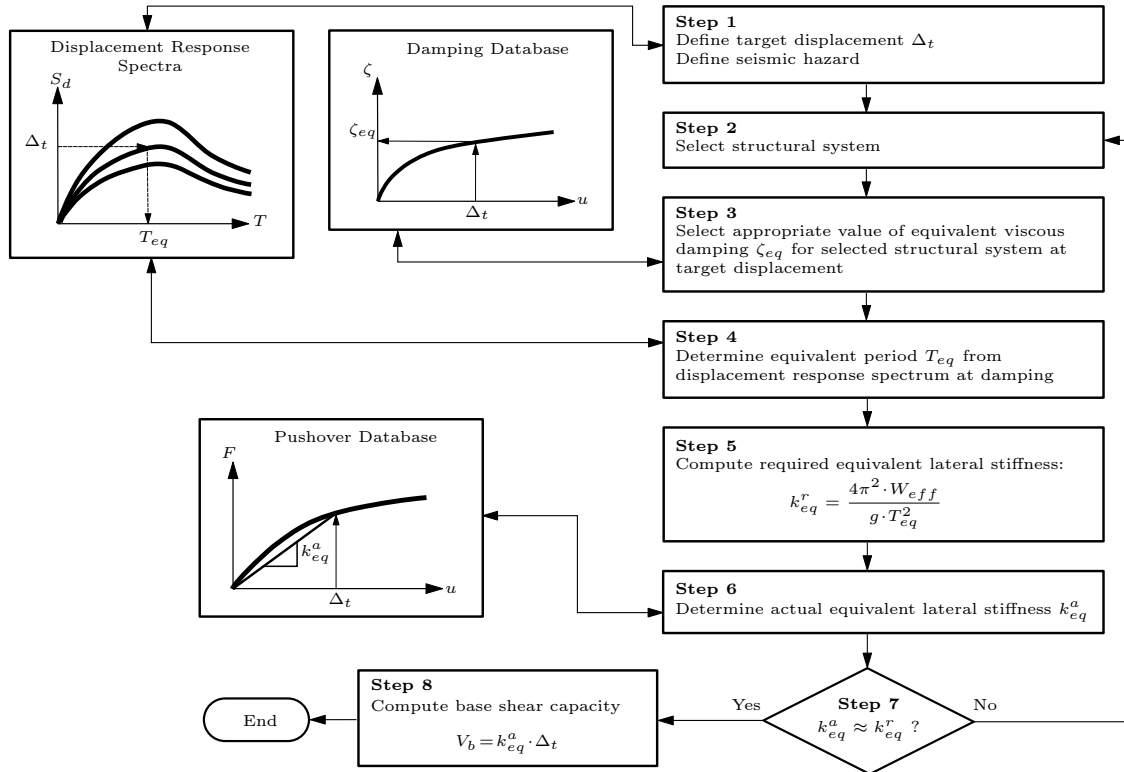 Displacement Response
Spectra
S_d
Δ_t
T_eq
T
Damping Database
ζ
ζ_eq
Δ_t
u
Step 1
Define target displacement Δ_t
Define seismic hazard
Step 2
Select structural system
Step 3
Select appropriate value of equivalent viscous
damping ζ_eq for selected structural system at
target displacement
Step 4
Determine equivalent period T_eq from
displacement response spectrum at damping
Pushover Database
F
k^a_eq
Δ_t
u
Step 5
Compute required equivalent lateral stiffness:
k^r_eq = 4π² · W_eff / g · T²_eq
Step 6
Determine actual equivalent lateral stiffness k^a_eq
Step 7
k^a_eq ≈ k^r_eq ?
Yes
No
Step 8
Compute base shear capacity
V_b = k^a_eq · Δ_t
End